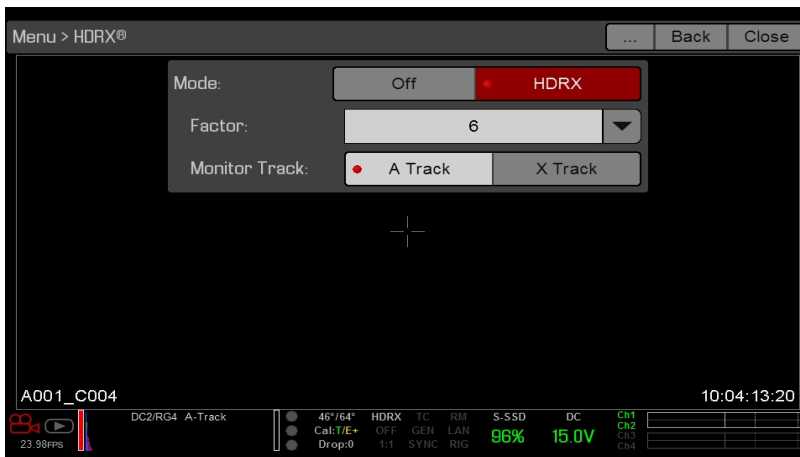 Menu > HDRX®
... Back Close
Mode: Off HDRX
Factor: 6
Monitor Track: A Track X Track
A001_C004 10:04:13:20
DC2/RG4 A-Track 46°/64° HDRX TC RM S-SSD DC Ch1
Cal:T/E+ OFF GEN LAN 96% 15.0V Ch2
23.98FPS Drop:0 1:1 SYNC RIG Ch3
Ch4